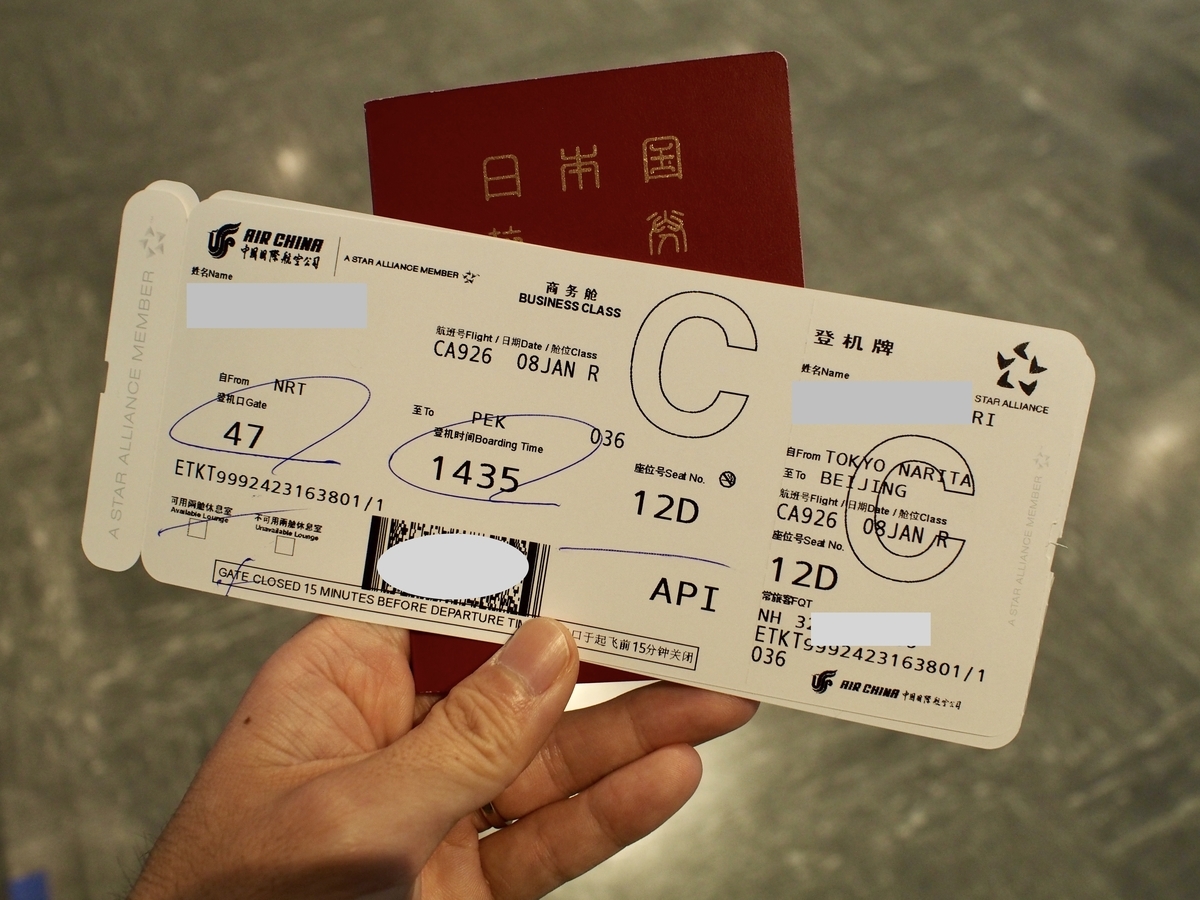 日本国
券
A STAR ALLIANCE MEMBER
AIR CHINA
中国国际航空公司
A STAR ALLIANCE MEMBER
姓名Name
商务舱
BUSINESS CLASS
C
航班号Flight / 日期Date / 舱位Class
CA926 08JAN R
自From NRT
登机口Gate
47
至To PEK
036
登机时间Boarding Time
1435
座位号Seat No.
12D
ETKT9992423163801/1
可用兩舱休息室
Available Lounge
不可用兩舱休息室
Unavailable Lounge
API
GATE CLOSED 15 MINUTES BEFORE DEPARTURE
口于起飞前15分钟关闭
登机牌
STAR ALLIANCE
姓名Name
RI
自From TOKYO NARITA
至To BEIJING
航班号Flight / 日期Date / 舱位Class
CA926 08JAN R
C
座位号Seat No.
12D
常旅客FQT
NH 32
ETKT9992423163801/1
036
AIR CHINA 中国国际航空公司
A STAR ALLIANCE MEMBER